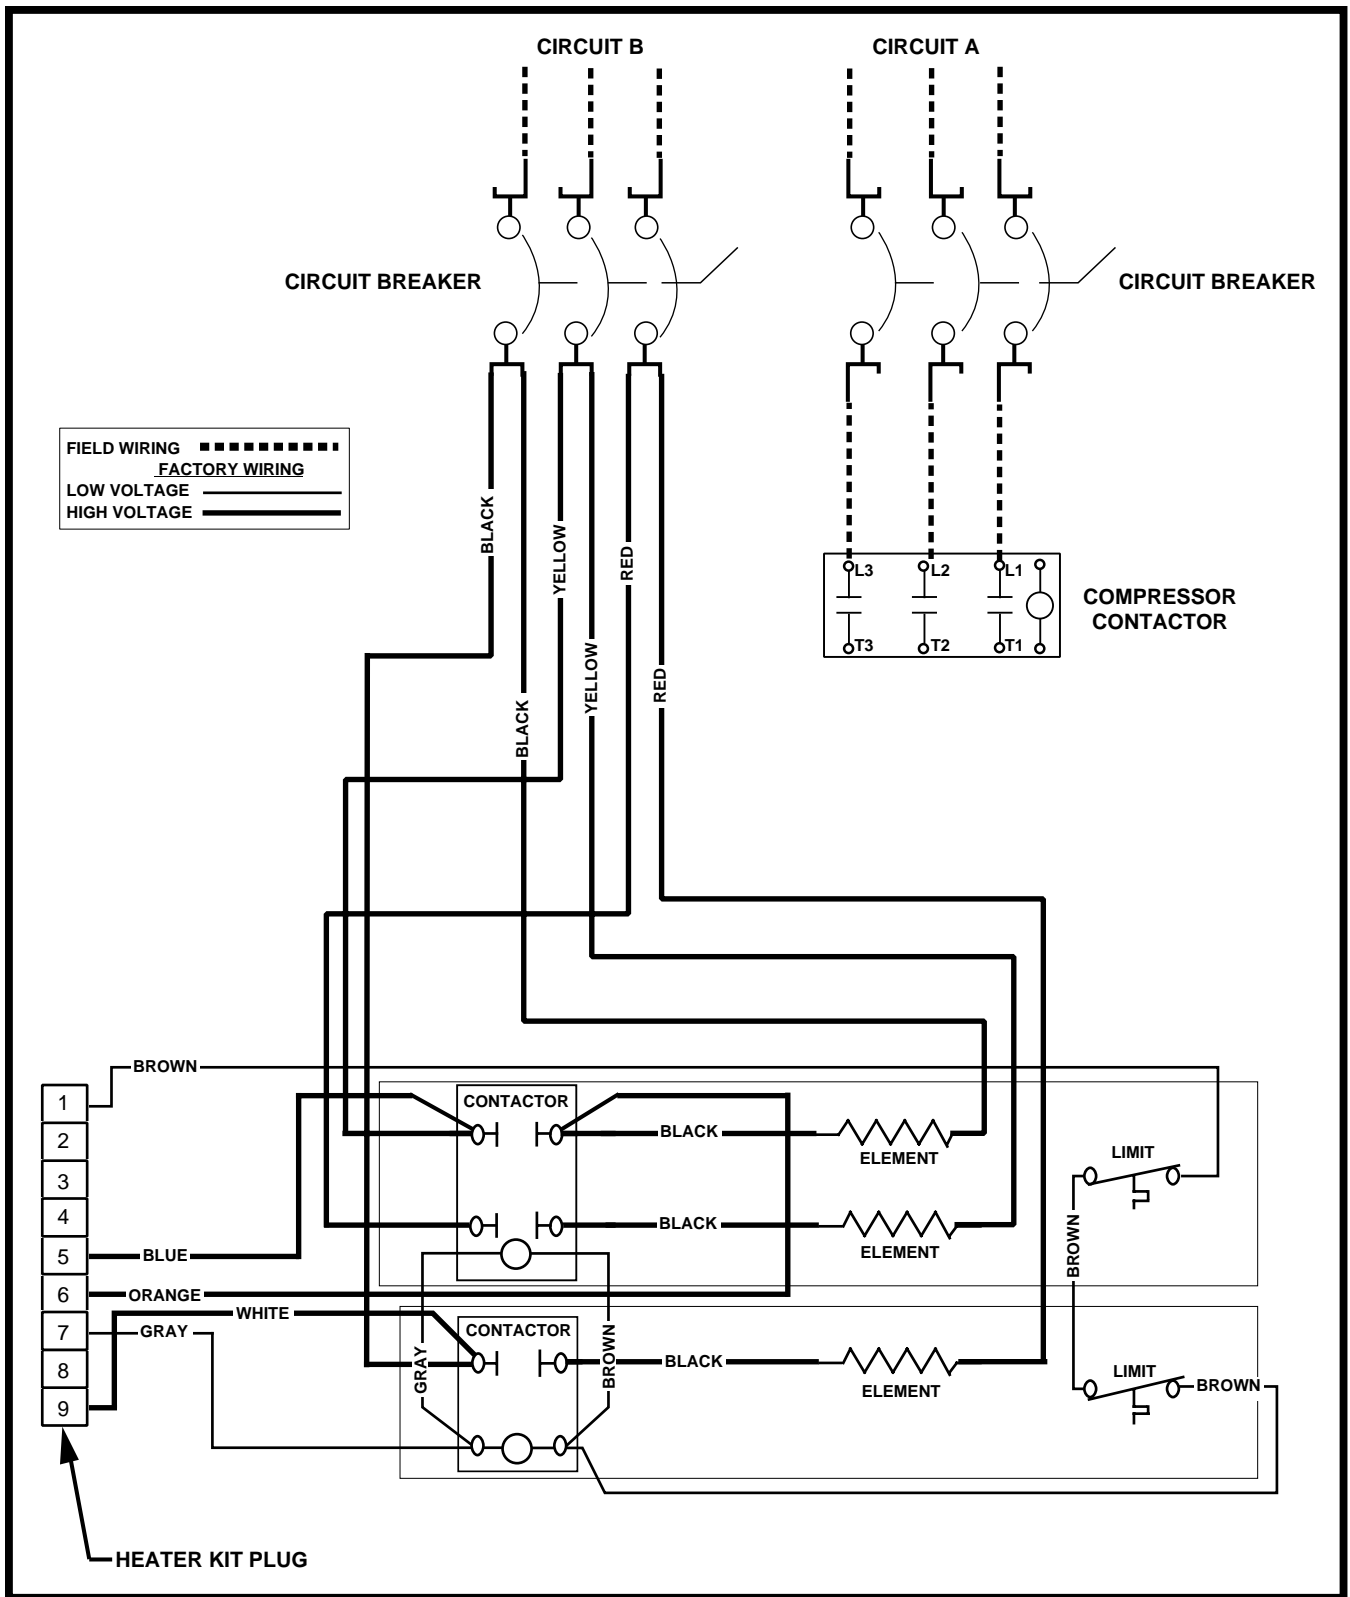 CIRCUIT B
CIRCUIT A
CIRCUIT BREAKER
CIRCUIT BREAKER
FIELD WIRING
FACTORY WIRING
LOW VOLTAGE
HIGH VOLTAGE
BLACK
YELLOW
RED
BLACK
YELLOW
RED
L3
L2
L1
T3
T2
T1
COMPRESSOR
CONTACTOR
BROWN
1
2
3
4
5
6
7
8
9
CONTACTOR
BLACK
ELEMENT
LIMIT
BLACK
ELEMENT
BROWN
BLUE
ORANGE
WHITE
GRAY
CONTACTOR
GRAY
BROWN
BLACK
ELEMENT
LIMIT
BROWN
HEATER KIT PLUG